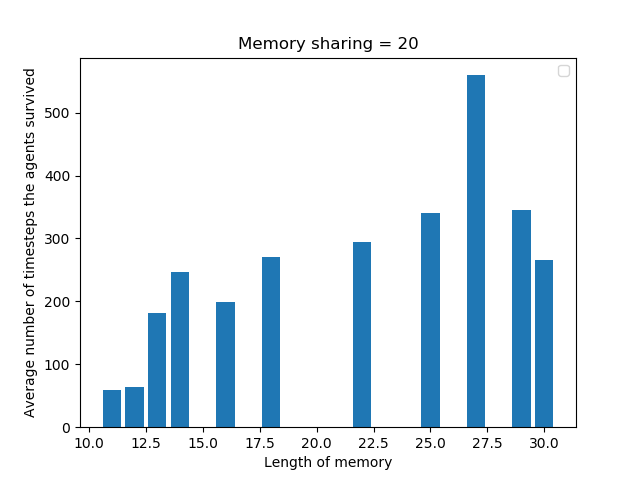 Memory sharing = 20
Average number of timesteps the agents survived
500
400
300
200
100
0
10.0 12.5 15.0 17.5 20.0 22.5 25.0 27.5 30.0
Length of memory